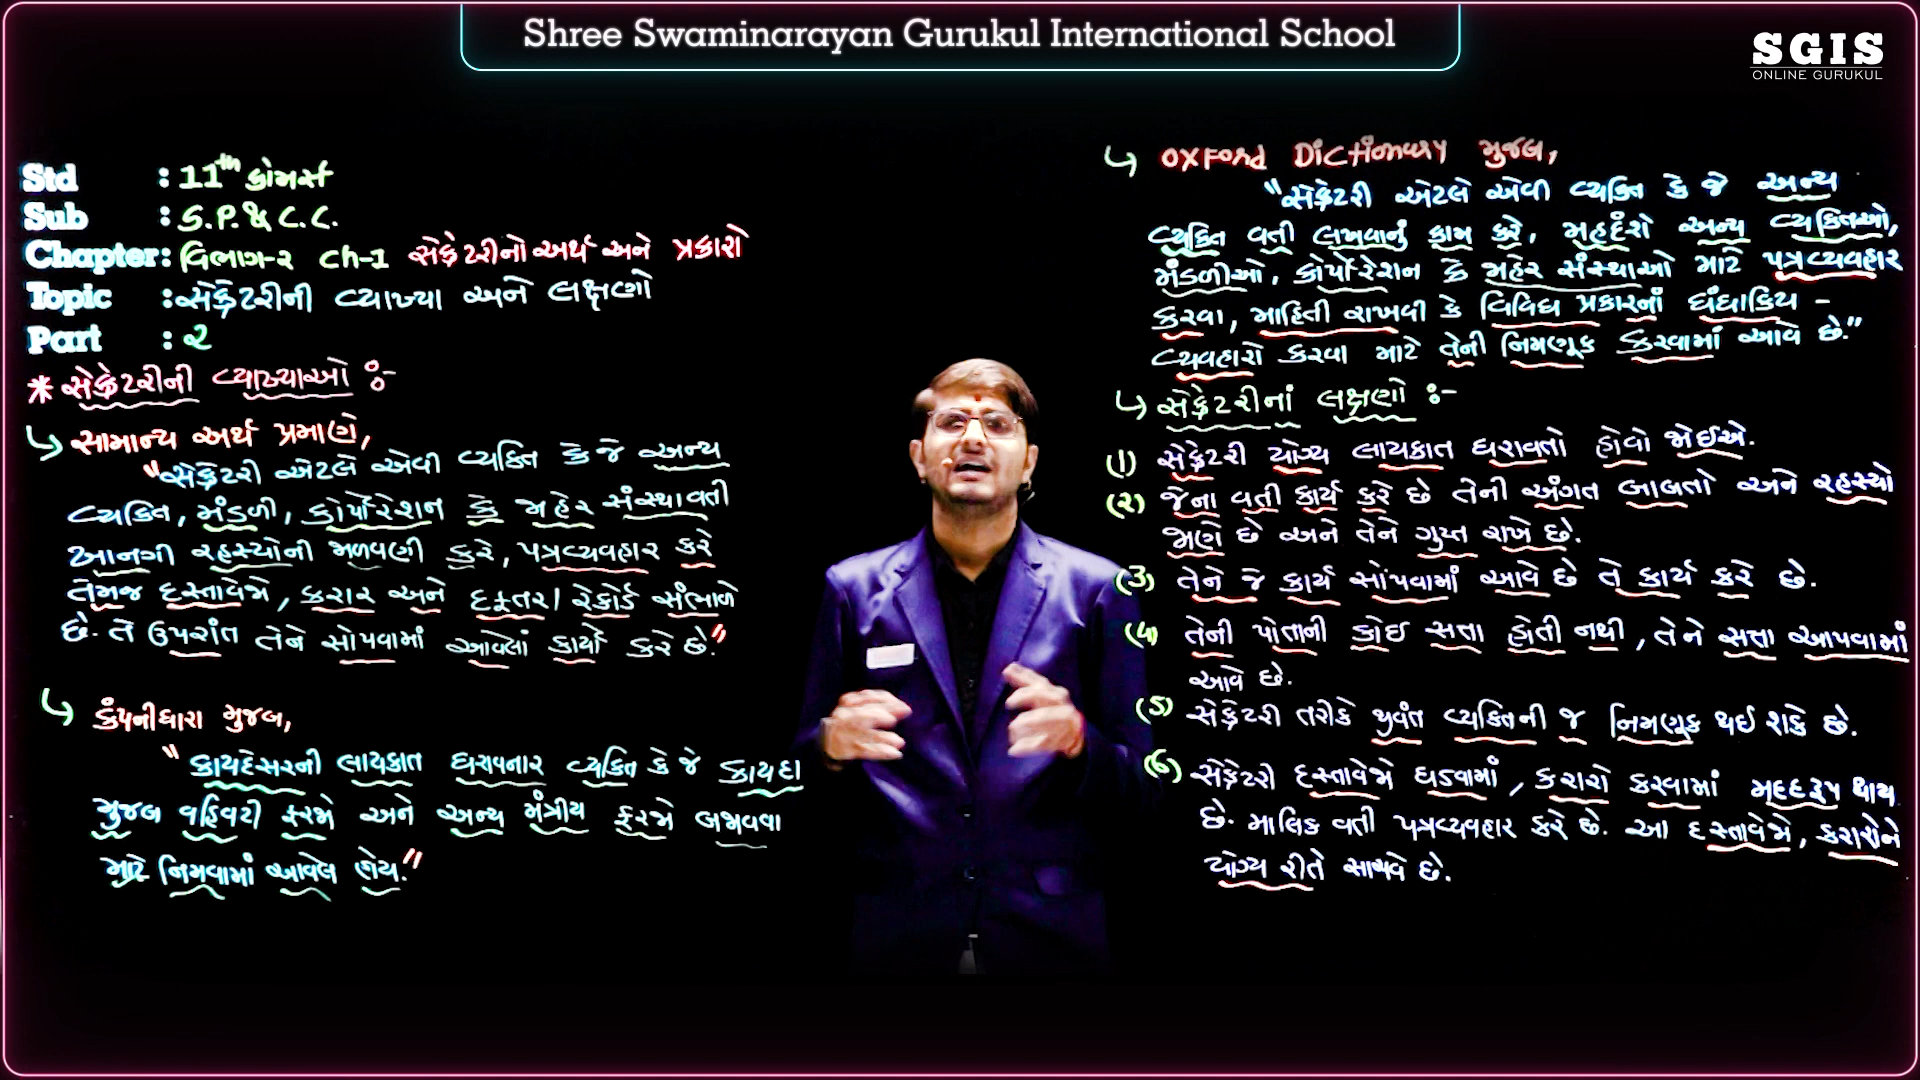 Shree Swaminarayan Gurukul International School
SGIS
ONLINE GURUKUL
Std : 11th કોમર્સ
Sub : S.P. & C.C.
Chapter: વિભાગ-૨ ch-1 સેક્રેટરીનો અર્થ અને પ્રકારો
Topic : સેક્રેટરીની વ્યાખ્યા અને લક્ષણો
Part : ૨
* સેક્રેટરીની વ્યાખ્યાઓ :-
↳ સામાન્ય અર્થ પ્રમાણે,
"સેક્રેટરી એટલે એવી વ્યક્તિ કે જે અન્ય
વ્યક્તિ, મંડળી, કોર્પોરેશન કે જાહેર સંસ્થા વતી
ખાનગી રહસ્યોની જાળવણી કરે, પત્રવ્યવહાર કરે
તેમજ દસ્તાવેજો, કરાર અને દફતર/રેકોર્ડ સંભાળે
છે. તે ઉપરાંત તેને સોંપવામાં આવેલાં કાર્યો કરે છે."
↳ કંપનીધારા મુજબ,
"કાયદેસરની લાયકાત ધરાવનાર વ્યક્તિ કે જે કાયદા
મુજબ વહિવટી ફરજો અને અન્ય મંત્રીય ફરજો બજાવવા
માટે નિમવામાં આવેલ હોય."
↳ OXFord Dictionary મુજબ,
"સેક્રેટરી એટલે એવી વ્યક્તિ કે જે અન્ય
વ્યક્તિ વતી લખવાનું કામ કરે, મહદંશે અન્ય વ્યક્તિઓ,
મંડળીઓ, કોર્પોરેશન કે જાહેર સંસ્થાઓ માટે પત્રવ્યવહાર
કરવા, માહિતી રાખવી કે વિવિધ પ્રકારનાં ધંધાકિય -
વ્યવહારો કરવા માટે તેની નિમણૂક કરવામાં આવે છે."
↳ સેક્રેટરીનાં લક્ષણો :-
(1) સેક્રેટરી યોગ્ય લાયકાત ધરાવતો હોવો જોઈએ.
(૨) જેના વતી કાર્ય કરે છે તેની અંગત બાબતો અને રહસ્યો
જાણે છે અને તેને ગુપ્ત રાખે છે.
(3) તેને જે કાર્ય સોંપવામાં આવે છે તે કાર્ય કરે છે.
(4) તેની પોતાની કોઈ સત્તા હોતી નથી, તેને સત્તા આપવામાં
આવે છે.
(5) સેક્રેટરી તરીકે જીવંત વ્યક્તિની જ નિમણૂક થઈ શકે છે.
(6) સેક્રેટરી દસ્તાવેજો ઘડવામાં, કરારો કરવામાં મદદરૂપ થાય
છે. માલિક વતી પત્રવ્યવહાર કરે છે. આ દસ્તાવેજો, કરારોને
યોગ્ય રીતે સાચવે છે.